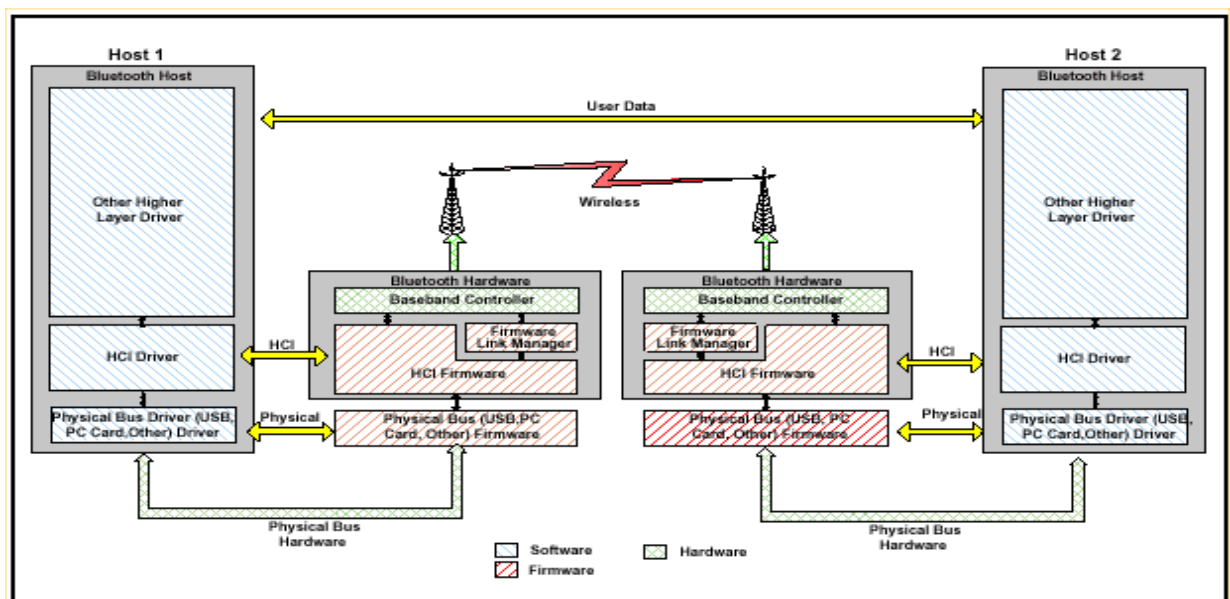 Host 1
Bluetooth Host
Other Higher
Layer Driver
HCI Driver
Physical Bus Driver (USB,
PC Card,Other) Driver
User Data
Wireless
HCI
Physical
Bluetooth Hardware
Baseband Controller
Firmware
Link Manager
HCI Firmware
Physical Bus (USB,PC
Card, Other) Firmware
Physical Bus
Hardware
Bluetooth Hardware
Baseband Controller
Firmware
Link Manager
HCI Firmware
Physical Bus (USB, PC
Card, Other) Firmware
HCI
Physical
Host 2
Bluetooth Host
Other Higher
Layer Driver
HCI Driver
Physical Bus Driver (USB,
PC Card,Other) Driver
Physical Bus
Hardware
Software
Hardware
Firmware